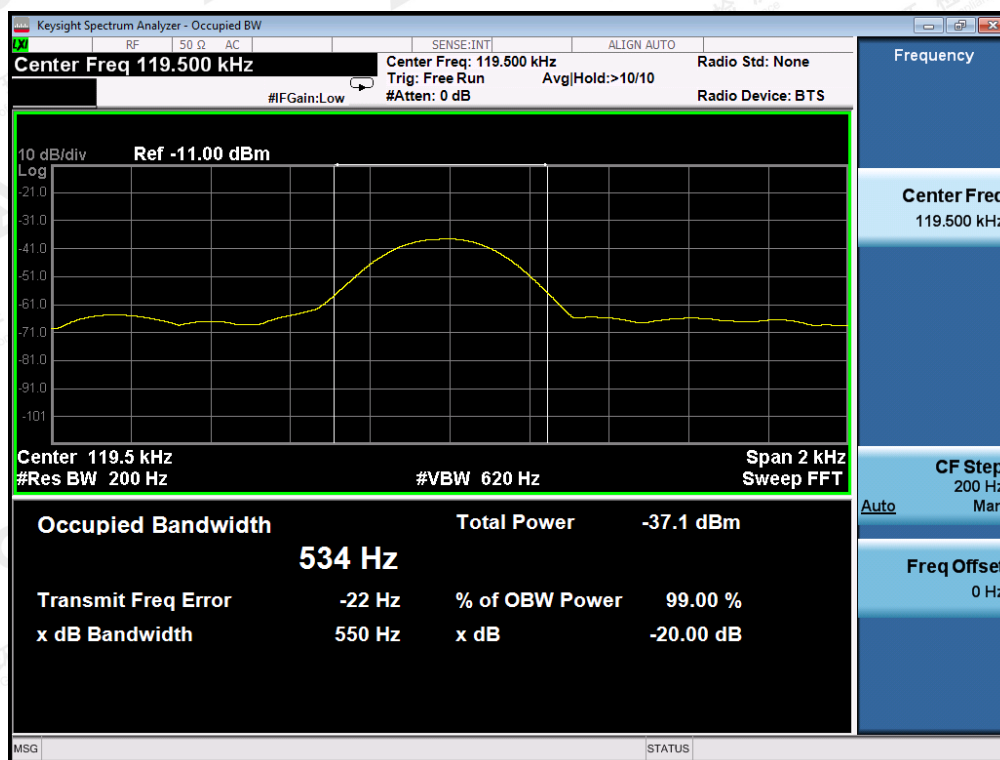 Keysight Spectrum Analyzer - Occupied BW
LXI RF 50 Ω AC SENSE:INT ALIGN AUTO
Center Freq 119.500 kHz
Center Freq: 119.500 kHz Radio Std: None
Trig: Free Run Avg|Hold:>10/10
#IFGain:Low #Atten: 0 dB Radio Device: BTS
10 dB/div Ref -11.00 dBm
Log
-21.0
-31.0
-41.0
-51.0
-61.0
-71.0
-81.0
-91.0
-101
Center 119.5 kHz Span 2 kHz
#Res BW 200 Hz #VBW 620 Hz Sweep FFT
Occupied Bandwidth Total Power -37.1 dBm
534 Hz
Transmit Freq Error -22 Hz % of OBW Power 99.00 %
x dB Bandwidth 550 Hz x dB -20.00 dB
MSG STATUS
Frequency
Center Freq
119.500 kHz
CF Step
200 Hz
Auto Man
Freq Offset
0 Hz